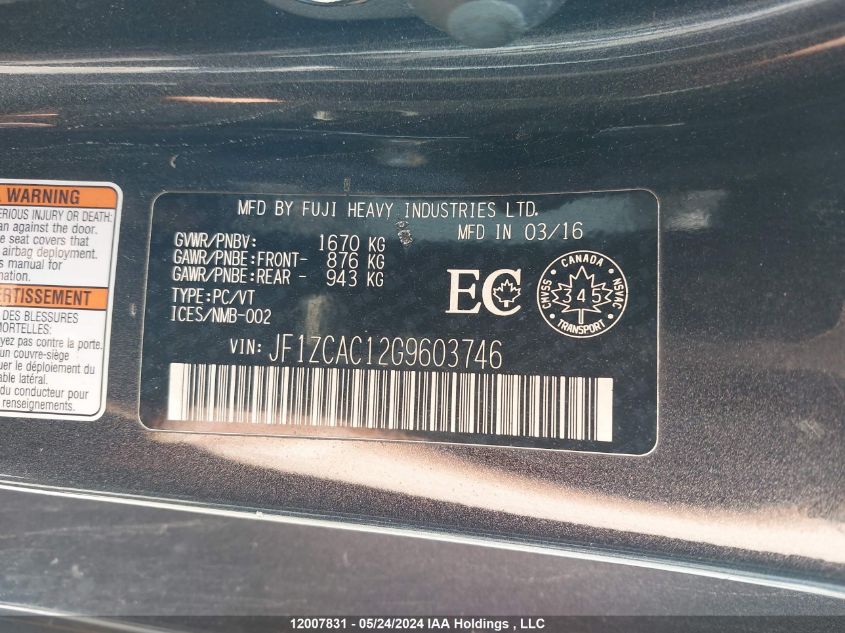 WARNING
ERIOUS INJURY OR DEATH:
an against the door.
e seat covers that
airbag deployment.
s manual for
mation.
ERTISSEMENT
DES BLESSURES
MORTELLES:
yez pas contre la porte.
un couvre-siège
uer le déploiement
able latéral.
du conducteur pour
renseignements.
MFD BY FUJI HEAVY INDUSTRIES LTD.
GVWR/PNBV: 1670 KG MFD IN 03/16
GAWR/PNBE:FRONT- 876 KG
GAWR/PNBE:REAR - 943 KG
TYPE:PC/VT
ICES/NMB-002
EC
CANADA
CMVSS NSVAC
345
TRANSPORT
VIN: JF1ZCAC12G9603746
12007831 - 05/24/2024 IAA Holdings , LLC